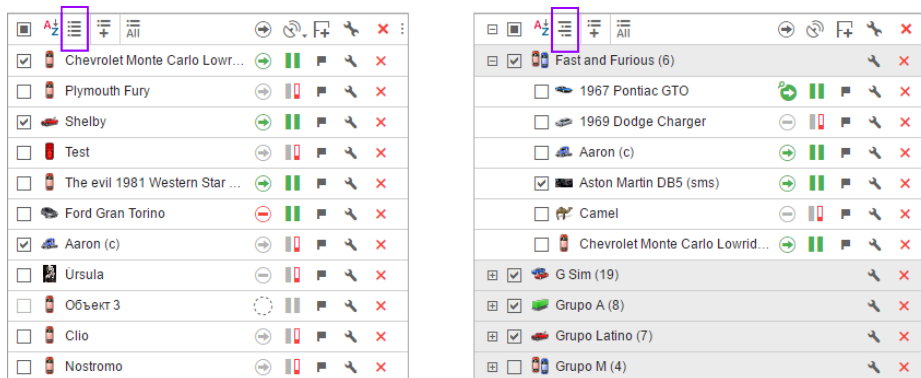 A
Z
All
Chevrolet Monte Carlo Lowr...
Plymouth Fury
Shelby
Test
The evil 1981 Western Star ...
Ford Gran Torino
Aaron (c)
Úrsula
Объект 3
Clio
Nostromo
A
Z
All
Fast and Furious (6)
1967 Pontiac GTO
1969 Dodge Charger
Aaron (c)
Aston Martin DB5 (sms)
Camel
Chevrolet Monte Carlo Lowrid...
G Sim (19)
Grupo A (8)
Grupo Latino (7)
Grupo M (4)